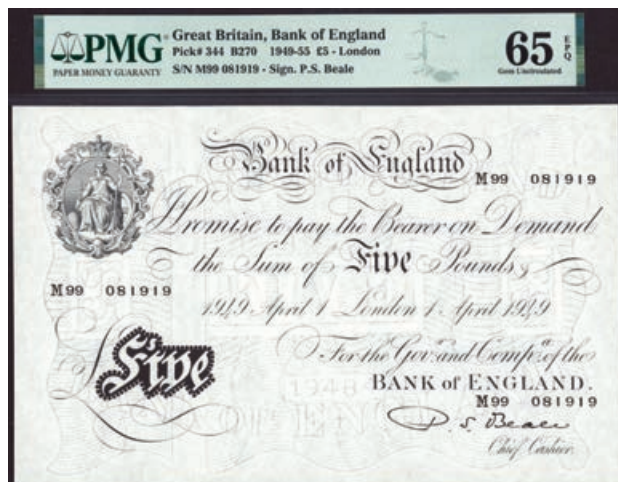 PMG
PAPER MONEY GUARANTY
Great Britain, Bank of England
Pick# 344 B270 1949-55 £5 - London
S/N M99 081919 - Sign. P.S. Beale
65 EPQ
Gem Uncirculated
Bank of England
M99 081919
I Promise to pay the Bearer on Demand
the Sum of Five Pounds
M99 081919
1949 April 1 London 1 April 1949
For the Govr. and Compa. of the
BANK of ENGLAND.
£Five
M99 081919
P. S. Beale
Chief Cashier.